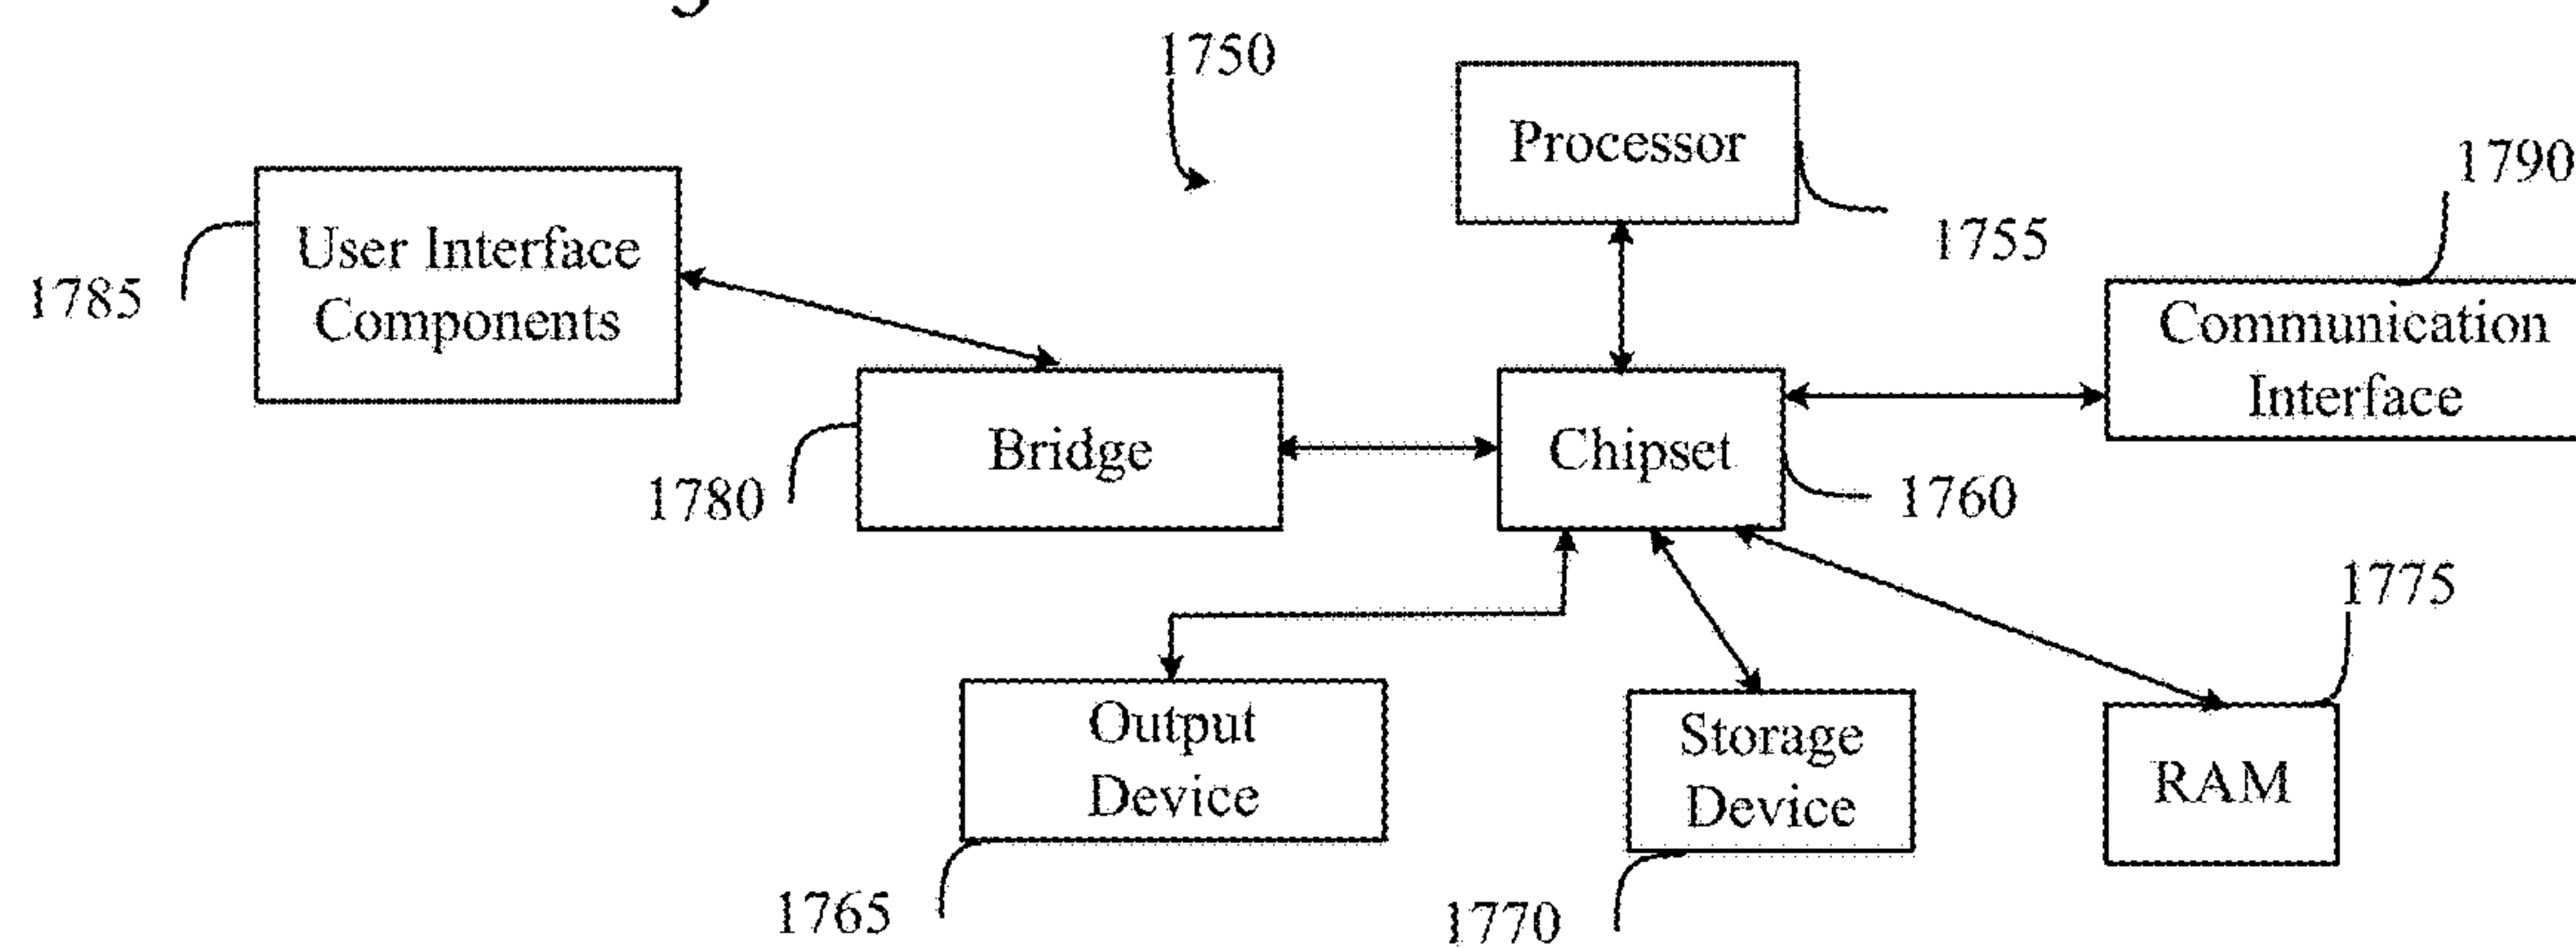 1750
Processor
1790
User Interface
Components
1755
1785
Communication
Interface
Bridge
Chipset
1780
1760
1775
Output
Device
Storage
Device
RAM
1765
1770